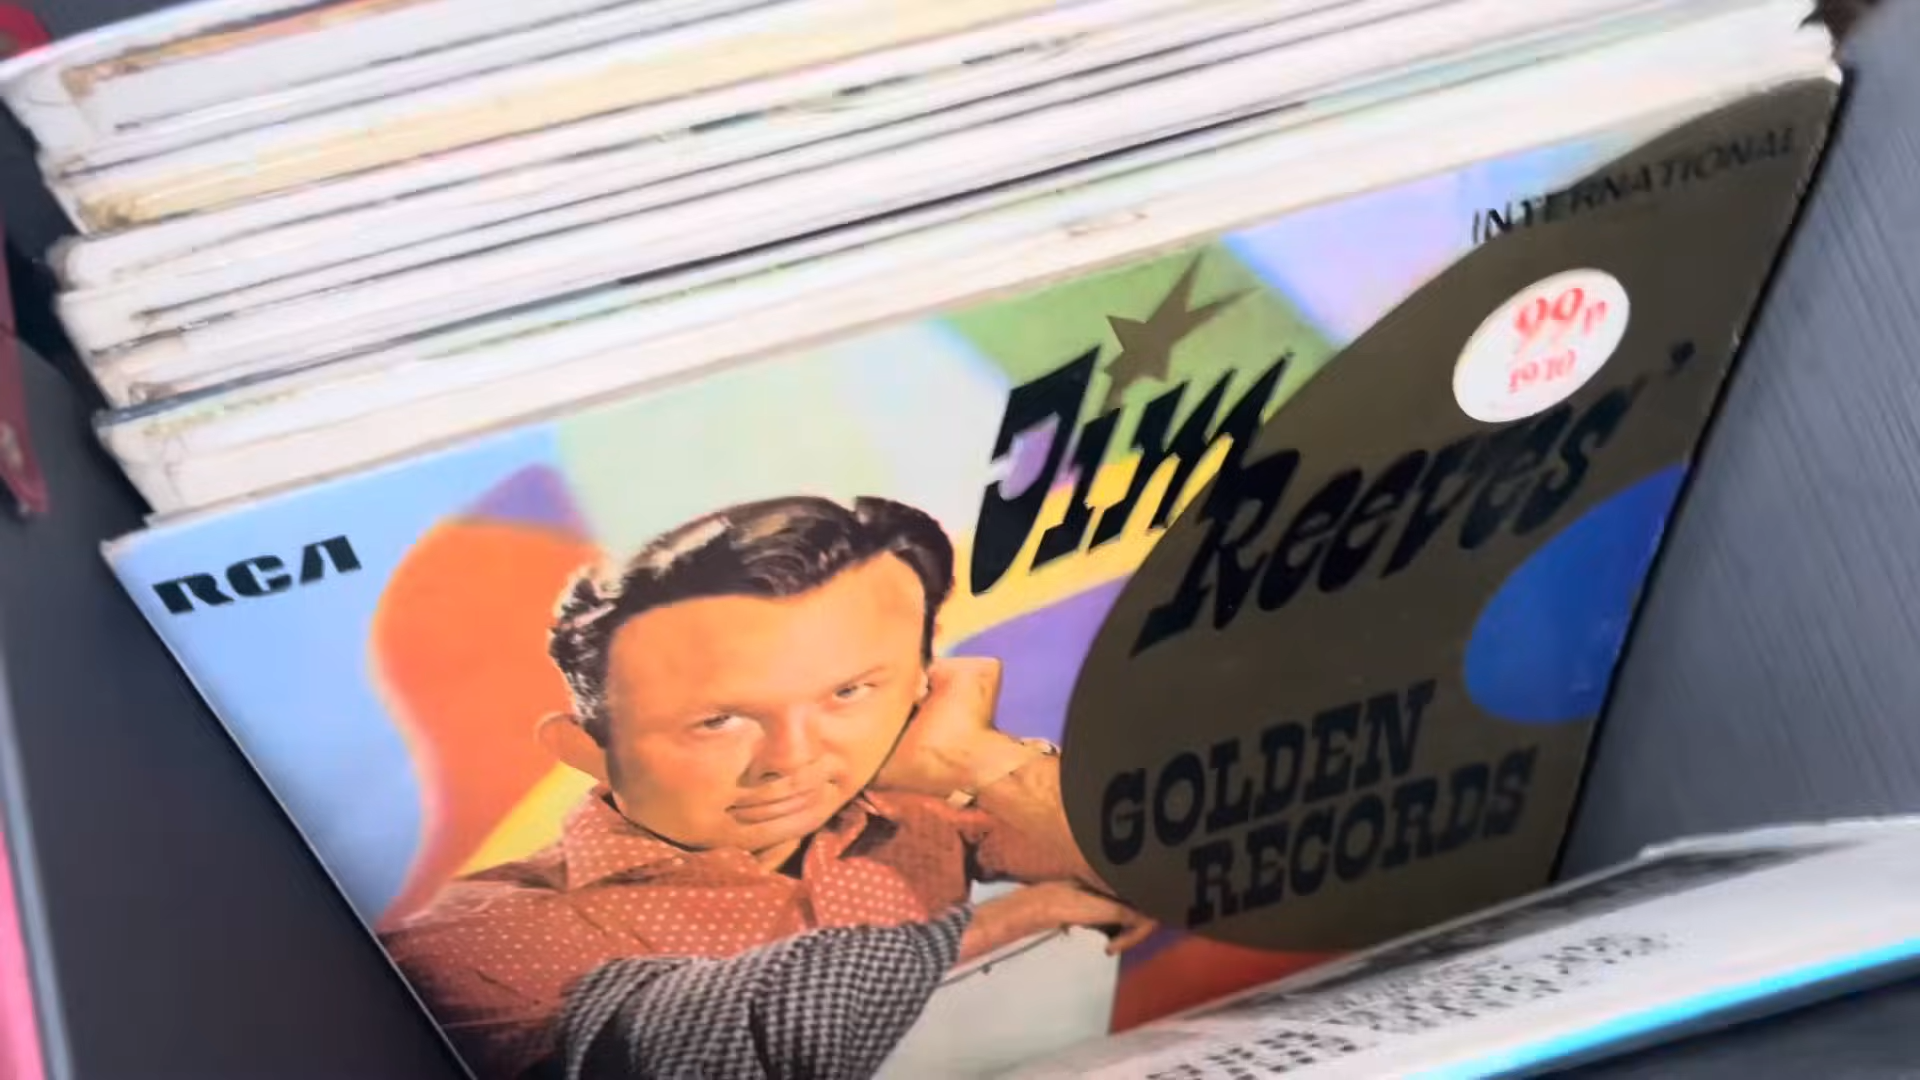 INTERNATIONAL
99p
RCA
Jim
Reeves'
GOLDEN
RECORDS